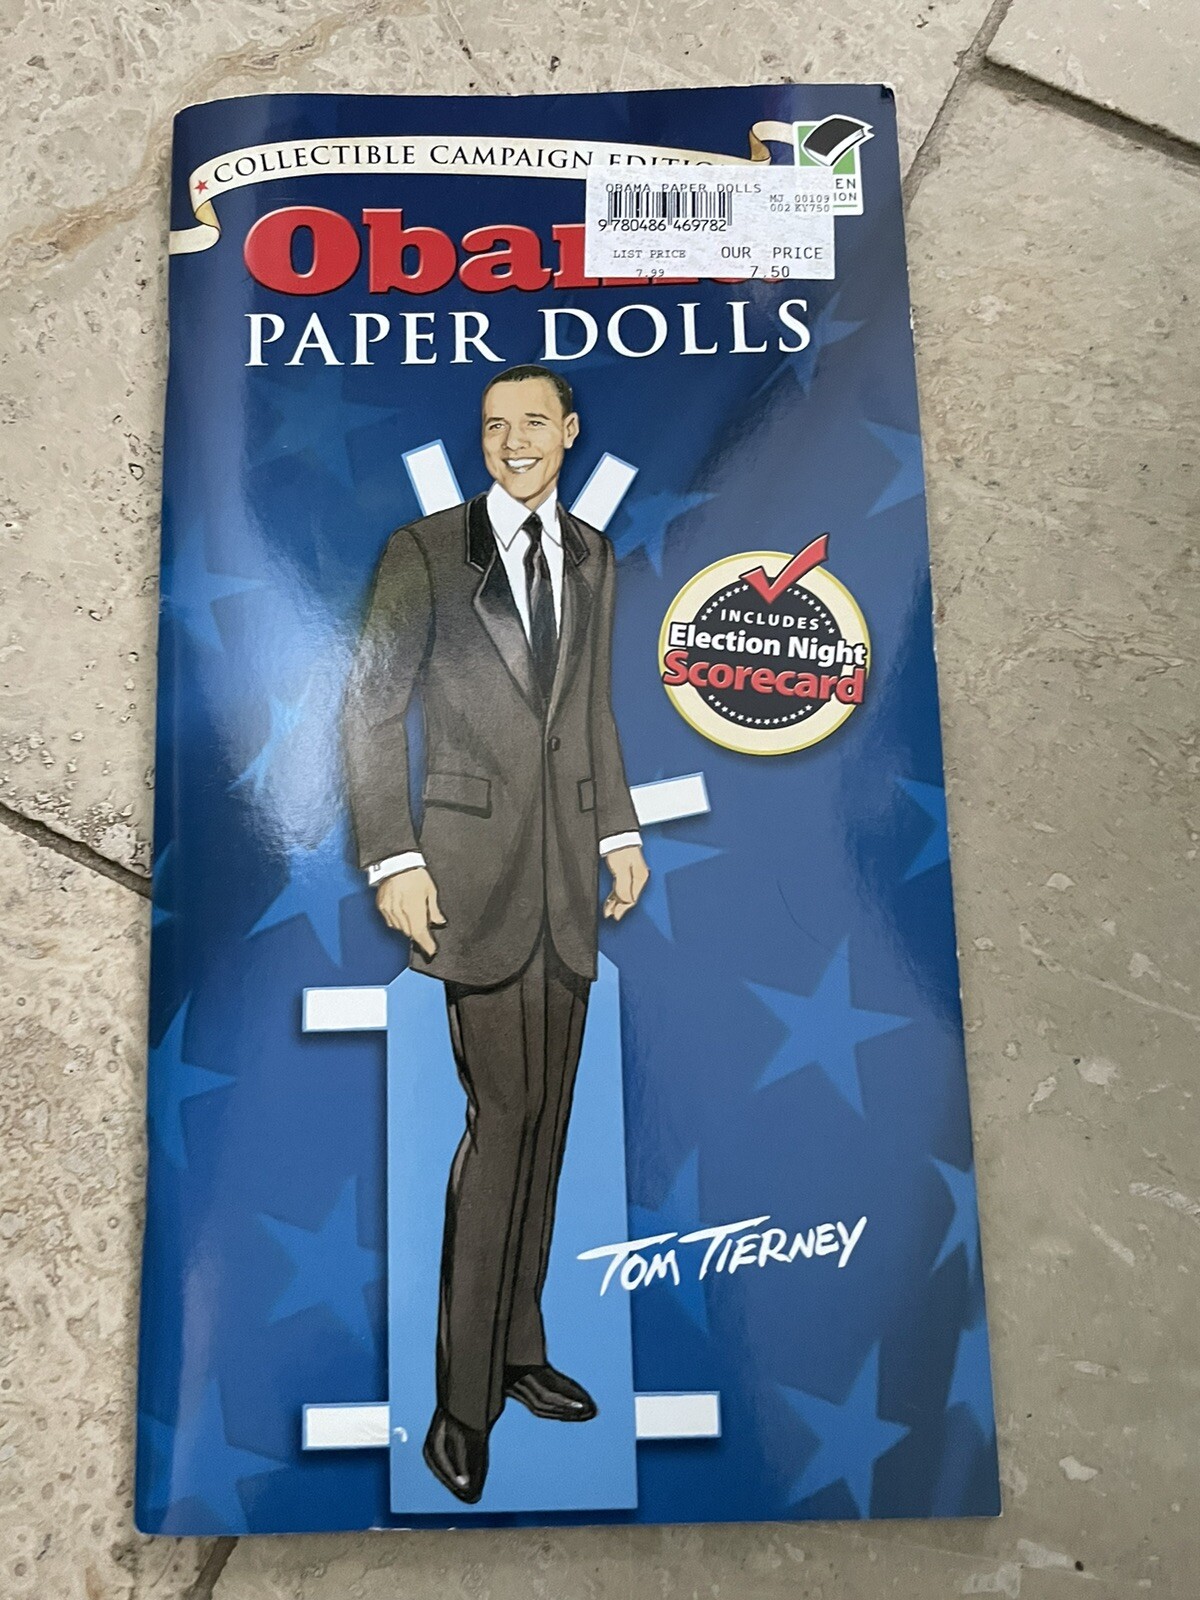 COLLECTIBLE CAMPAIGN
Obama
PAPER DOLLS
OBAMA PAPER DOLLS
MJ 00109
002 KY750
9 780486 469782
LIST PRICE OUR PRICE
7.99 7.50
INCLUDES
Election Night
Scorecard
TOM TIERNEY